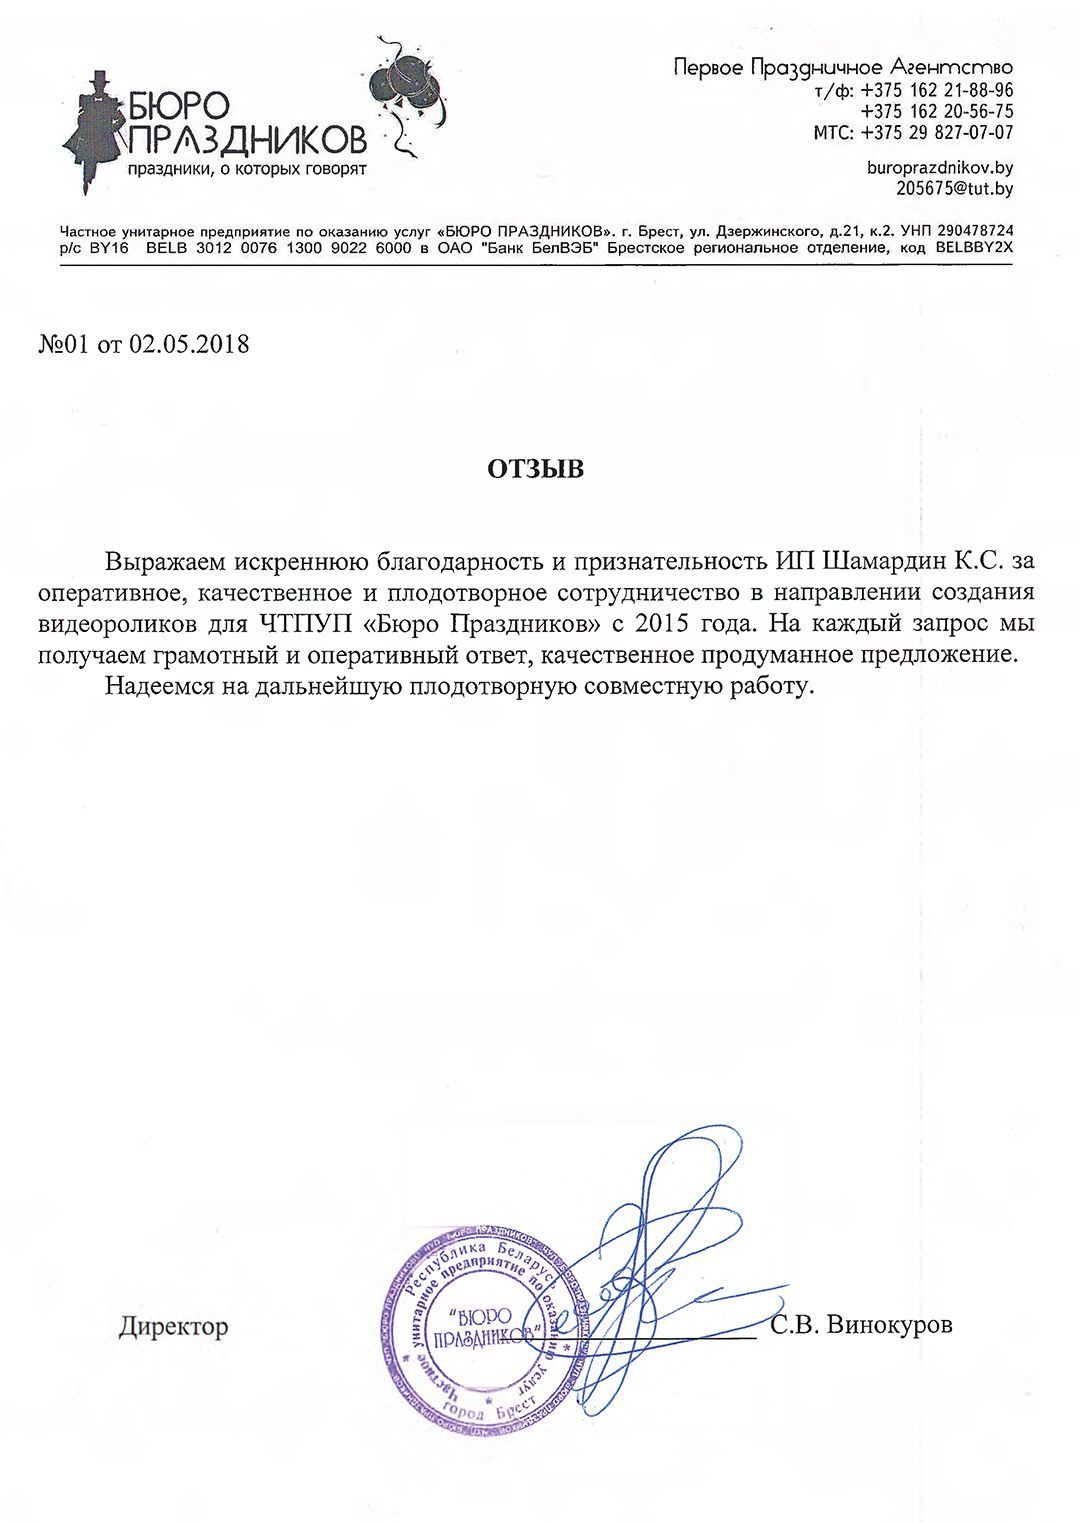 БЮРО
ПРАЗДНИКОВ
праздники, о которых говорят
Первое Праздничное Агентство
т/ф: +375 162 21-88-96
+375 162 20-56-75
МТС: +375 29 827-07-07
buroprazdnikov.by
205675@tut.by
Частное унитарное предприятие по оказанию услуг «БЮРО ПРАЗДНИКОВ». г. Брест, ул. Дзержинского, д.21, к.2. УНП 290478724
р/с BY16 BELB 3012 0076 1300 9022 6000 в ОАО "Банк БелВЭБ" Брестское региональное отделение, код BELBBY2X
№01 от 02.05.2018
ОТЗЫВ
Выражаем искреннюю благодарность и признательность ИП Шамардин К.С. за
оперативное, качественное и плодотворное сотрудничество в направлении создания
видеороликов для ЧТПУП «Бюро Праздников» с 2015 года. На каждый запрос мы
получаем грамотный и оперативный ответ, качественное продуманное предложение.
Надеемся на дальнейшую плодотворную совместную работу.
Директор
С.В. Винокуров
Республика Беларусь
Частное унитарное предприятие по оказанию услуг
"БЮРО
ПРАЗДНИКОВ"
город Брест